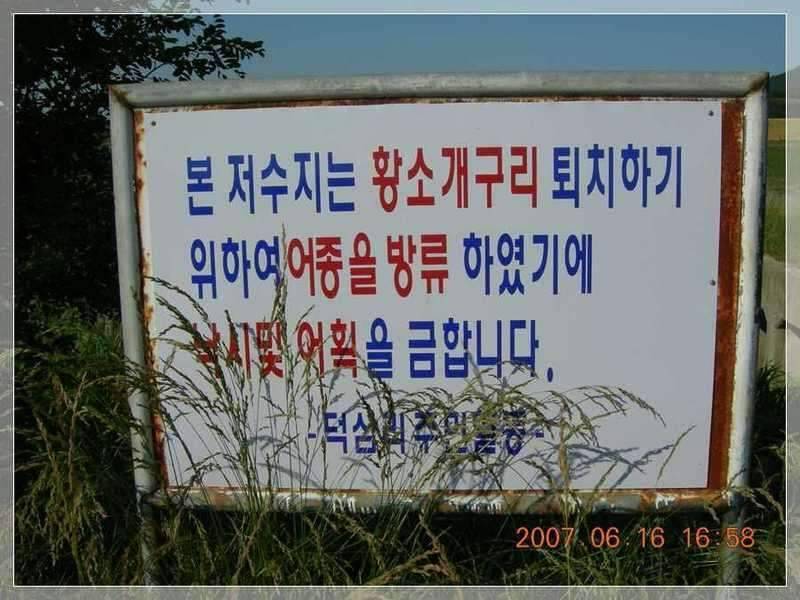 본 저수지는 황소개구리 퇴치하기
위하여 어종을 방류 하였기에
낚시및 어획을 금합니다.
-덕심리주민일동-
2007.06.16 16:58